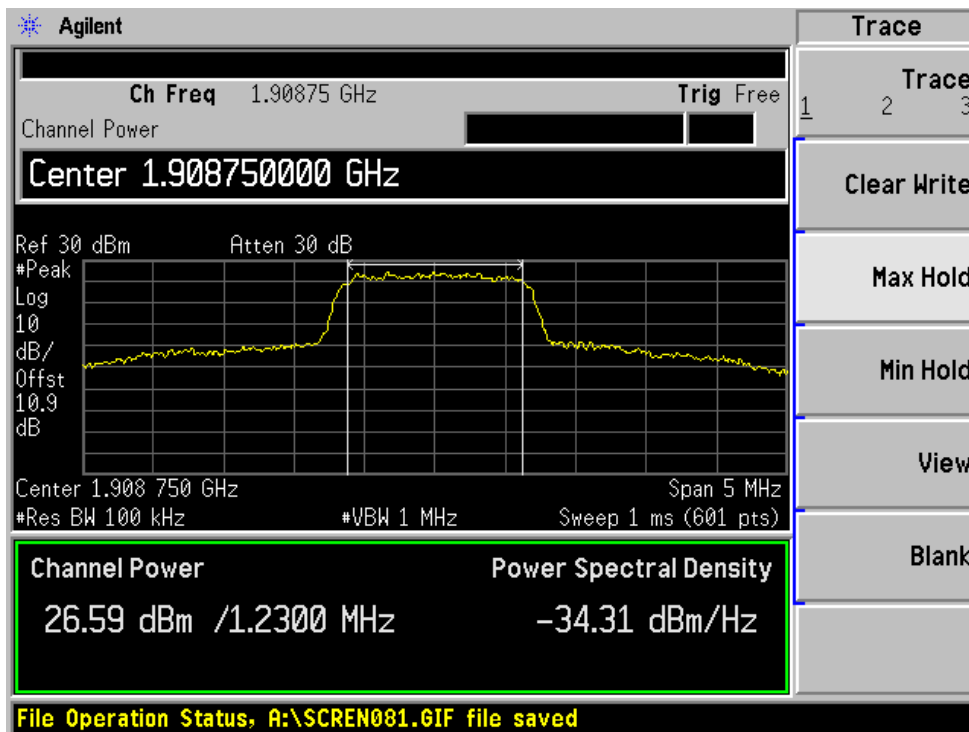 Agilent
Trace
Ch Freq 1.90875 GHz
Trig Free
Channel Power
Center 1.908750000 GHz
Ref 30 dBm Atten 30 dB
#Peak
Log
10
dB/
Offst
10.9
dB
Center 1.908 750 GHz
Span 5 MHz
#Res BW 100 kHz
#VBW 1 MHz
Sweep 1 ms (601 pts)
Channel Power
Power Spectral Density
26.59 dBm /1.2300 MHz
-34.31 dBm/Hz
File Operation Status, A:\SCREN081.GIF file saved
Trace
1 2 3
Clear Write
Max Hold
Min Hold
View
Blank